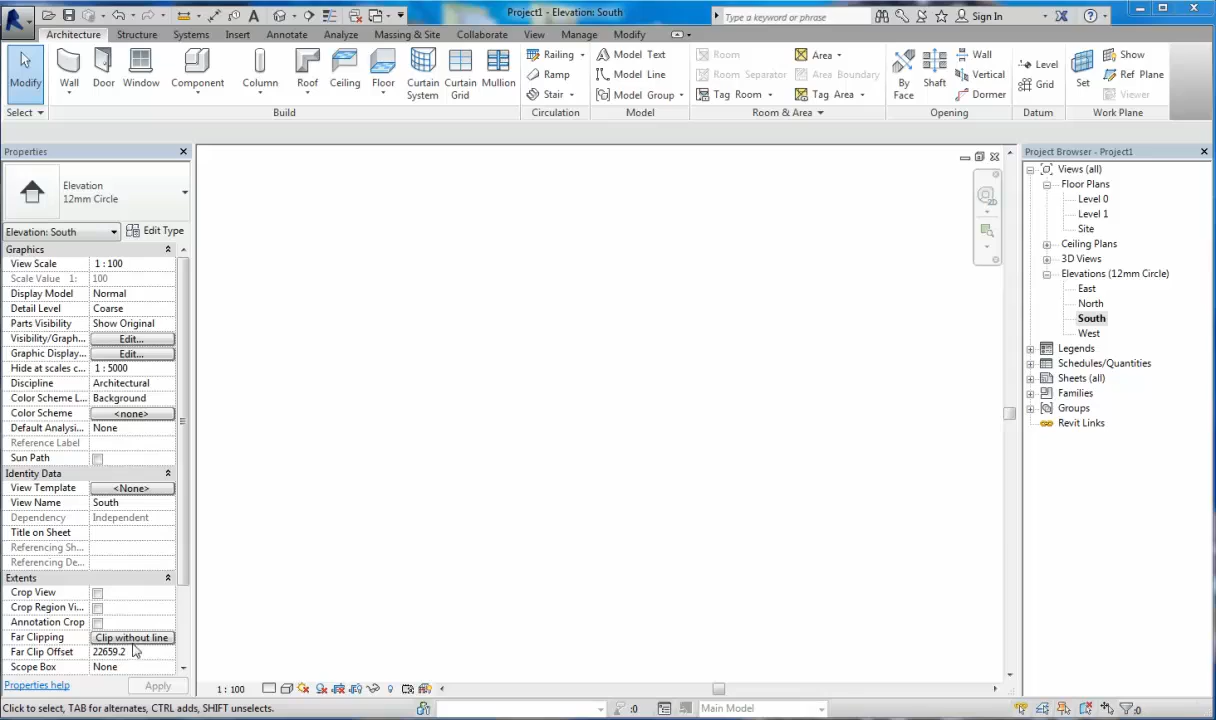 Project1 - Elevation: South
Type a keyword or phrase
Sign In
Architecture Structure Systems Insert Annotate Analyze Massing & Site Collaborate View Manage Modify
Modify
Wall
Door
Window
Component
Column
Roof
Ceiling
Floor
Curtain System
Curtain Grid
Mullion
Railing
Ramp
Stair
Model Text
Model Line
Model Group
Room
Room Separator
Tag Room
Area
Area Boundary
Tag Area
By Face
Shaft
Wall
Vertical
Dormer
Level
Grid
Set
Show
Ref Plane
Viewer
Select Build Circulation Model Room & Area Opening Datum Work Plane
Properties
Elevation
12mm Circle
Elevation: South Edit Type
Graphics
View Scale 1 : 100
Scale Value 1: 100
Display Model Normal
Detail Level Coarse
Parts Visibility Show Original
Visibility/Graph... Edit...
Graphic Display... Edit...
Hide at scales c... 1 : 5000
Discipline Architectural
Color Scheme L... Background
Color Scheme <none>
Default Analysi... None
Reference Label
Sun Path
Identity Data
View Template <None>
View Name South
Dependency Independent
Title on Sheet
Referencing Sh...
Referencing De...
Extents
Crop View
Crop Region Vi...
Annotation Crop
Far Clipping Clip without line
Far Clip Offset 22659.2
Scope Box None
Properties help Apply
1 : 100
Project Browser - Project1
Views (all)
Floor Plans
Level 0
Level 1
Site
Ceiling Plans
3D Views
Elevations (12mm Circle)
East
North
South
West
Legends
Schedules/Quantities
Sheets (all)
Families
Groups
Revit Links
Click to select, TAB for alternates, CTRL adds, SHIFT unselects. :0 Main Model :0